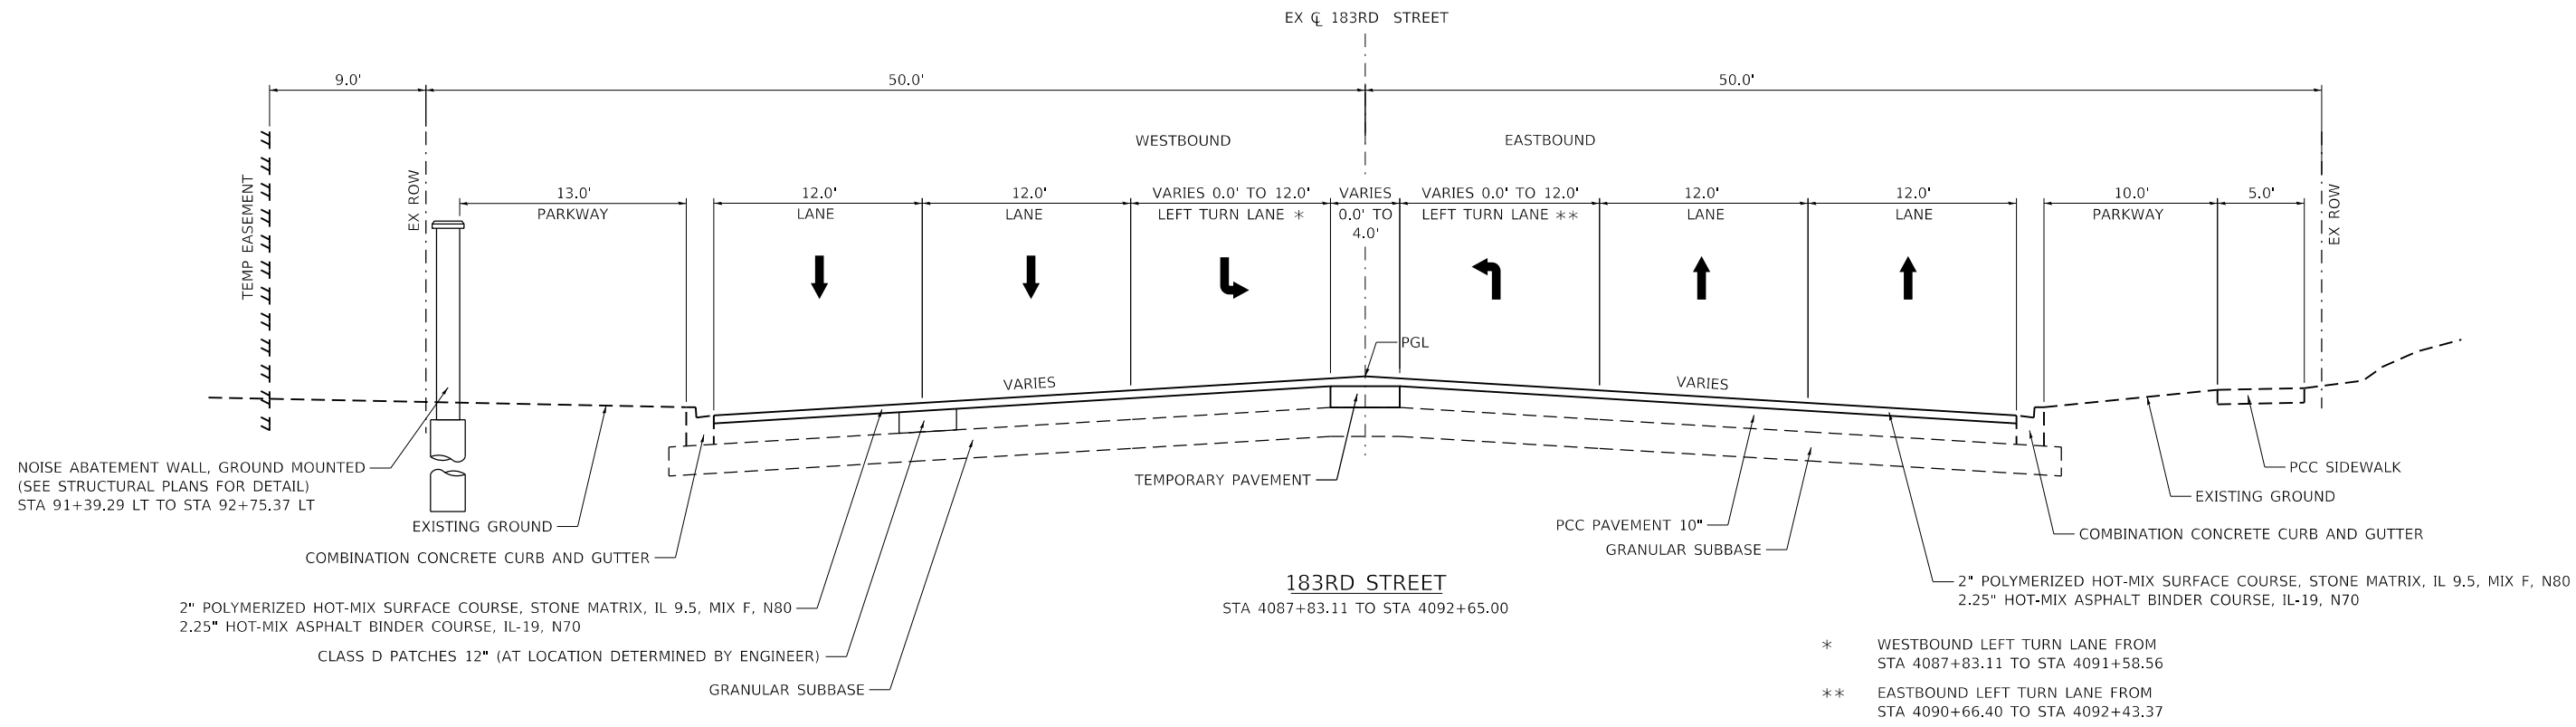 EX ℄ 183RD STREET
9.0' 50.0' 50.0'
WESTBOUND EASTBOUND
TEMP EASEMENT
EX ROW
13.0'
PARKWAY
12.0'
LANE
12.0'
LANE
VARIES 0.0' TO 12.0'
LEFT TURN LANE *
VARIES
0.0' TO
4.0'
VARIES 0.0' TO 12.0'
LEFT TURN LANE **
12.0'
LANE
12.0'
LANE
10.0'
PARKWAY
5.0'
EX ROW
PGL
VARIES
VARIES
NOISE ABATEMENT WALL, GROUND MOUNTED
(SEE STRUCTURAL PLANS FOR DETAIL)
STA 91+39.29 LT TO STA 92+75.37 LT
EXISTING GROUND
COMBINATION CONCRETE CURB AND GUTTER
2" POLYMERIZED HOT-MIX SURFACE COURSE, STONE MATRIX, IL 9.5, MIX F, N80
2.25" HOT-MIX ASPHALT BINDER COURSE, IL-19, N70
CLASS D PATCHES 12" (AT LOCATION DETERMINED BY ENGINEER)
GRANULAR SUBBASE
TEMPORARY PAVEMENT
PCC PAVEMENT 10"
GRANULAR SUBBASE
183RD STREET
STA 4087+83.11 TO STA 4092+65.00
PCC SIDEWALK
EXISTING GROUND
COMBINATION CONCRETE CURB AND GUTTER
2" POLYMERIZED HOT-MIX SURFACE COURSE, STONE MATRIX, IL 9.5, MIX F, N80
2.25" HOT-MIX ASPHALT BINDER COURSE, IL-19, N70
* WESTBOUND LEFT TURN LANE FROM
STA 4087+83.11 TO STA 4091+58.56
** EASTBOUND LEFT TURN LANE FROM
STA 4090+66.40 TO STA 4092+43.37